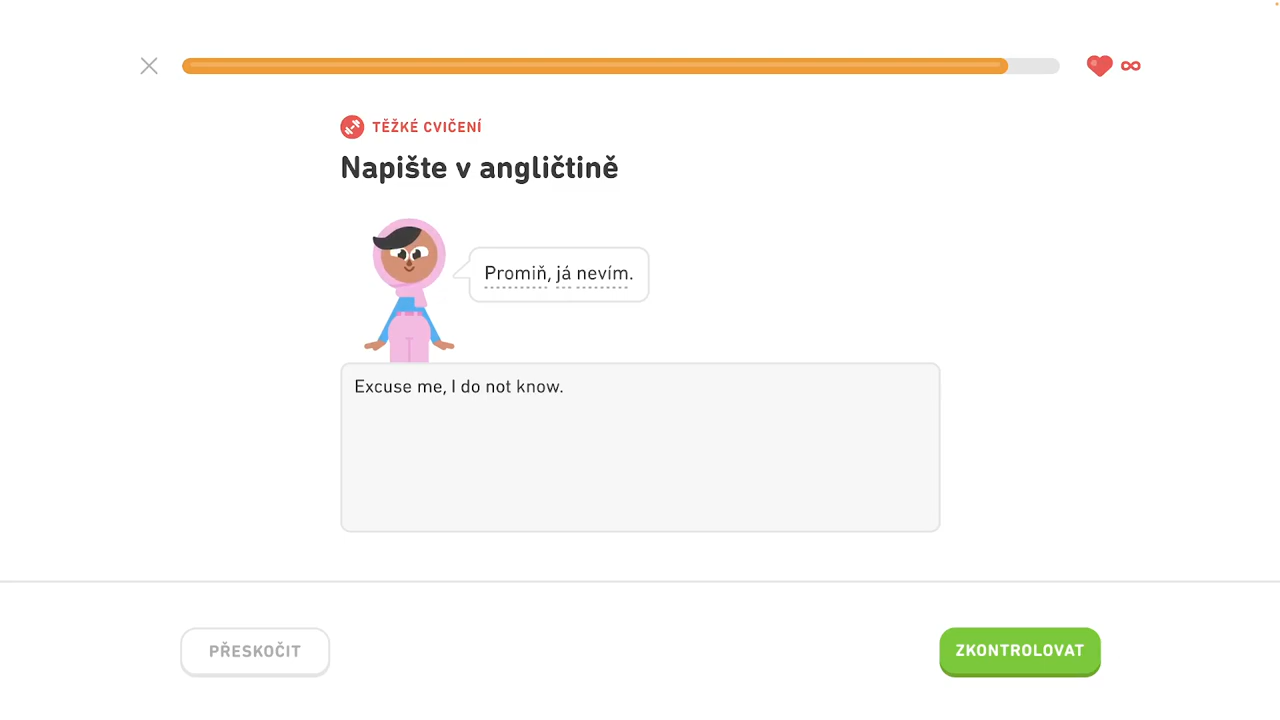 ∞
TĚŽKÉ CVIČENÍ
Napište v angličtině
Promiň, já nevím.
Excuse me, I do not know.
PŘESKOČIT
ZKONTROLOVAT